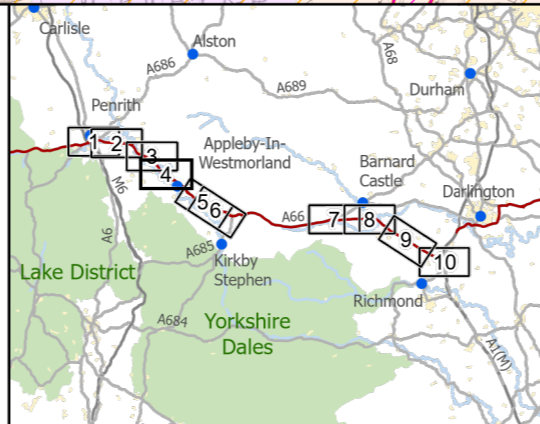 Carlisle
Alston
A68
A686
A689
Durham
Penrith
1
2
3
4
5
6
Appleby-In-
Westmorland
Barnard
Castle
Darlington
M6
A66
7
8
9
10
A6
A685
Kirkby
Stephen
Lake District
Richmond
A684
Yorkshire
Dales
A1(M)